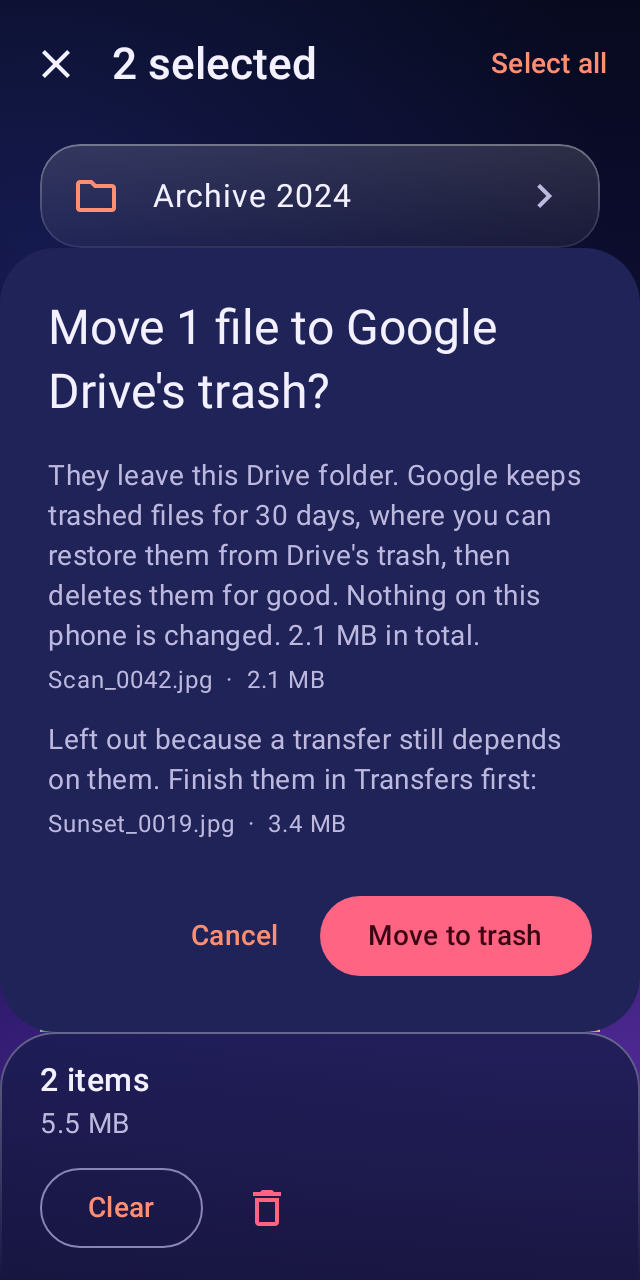 2 selected
Select all
Archive 2024
Move 1 file to Google
Drive's trash?
They leave this Drive folder. Google keeps
trashed files for 30 days, where you can
restore them from Drive's trash, then
deletes them for good. Nothing on this
phone is changed. 2.1 MB in total.
Scan_0042.jpg · 2.1 MB
Left out because a transfer still depends
on them. Finish them in Transfers first:
Sunset_0019.jpg · 3.4 MB
Cancel
Move to trash
2 items
5.5 MB
Clear